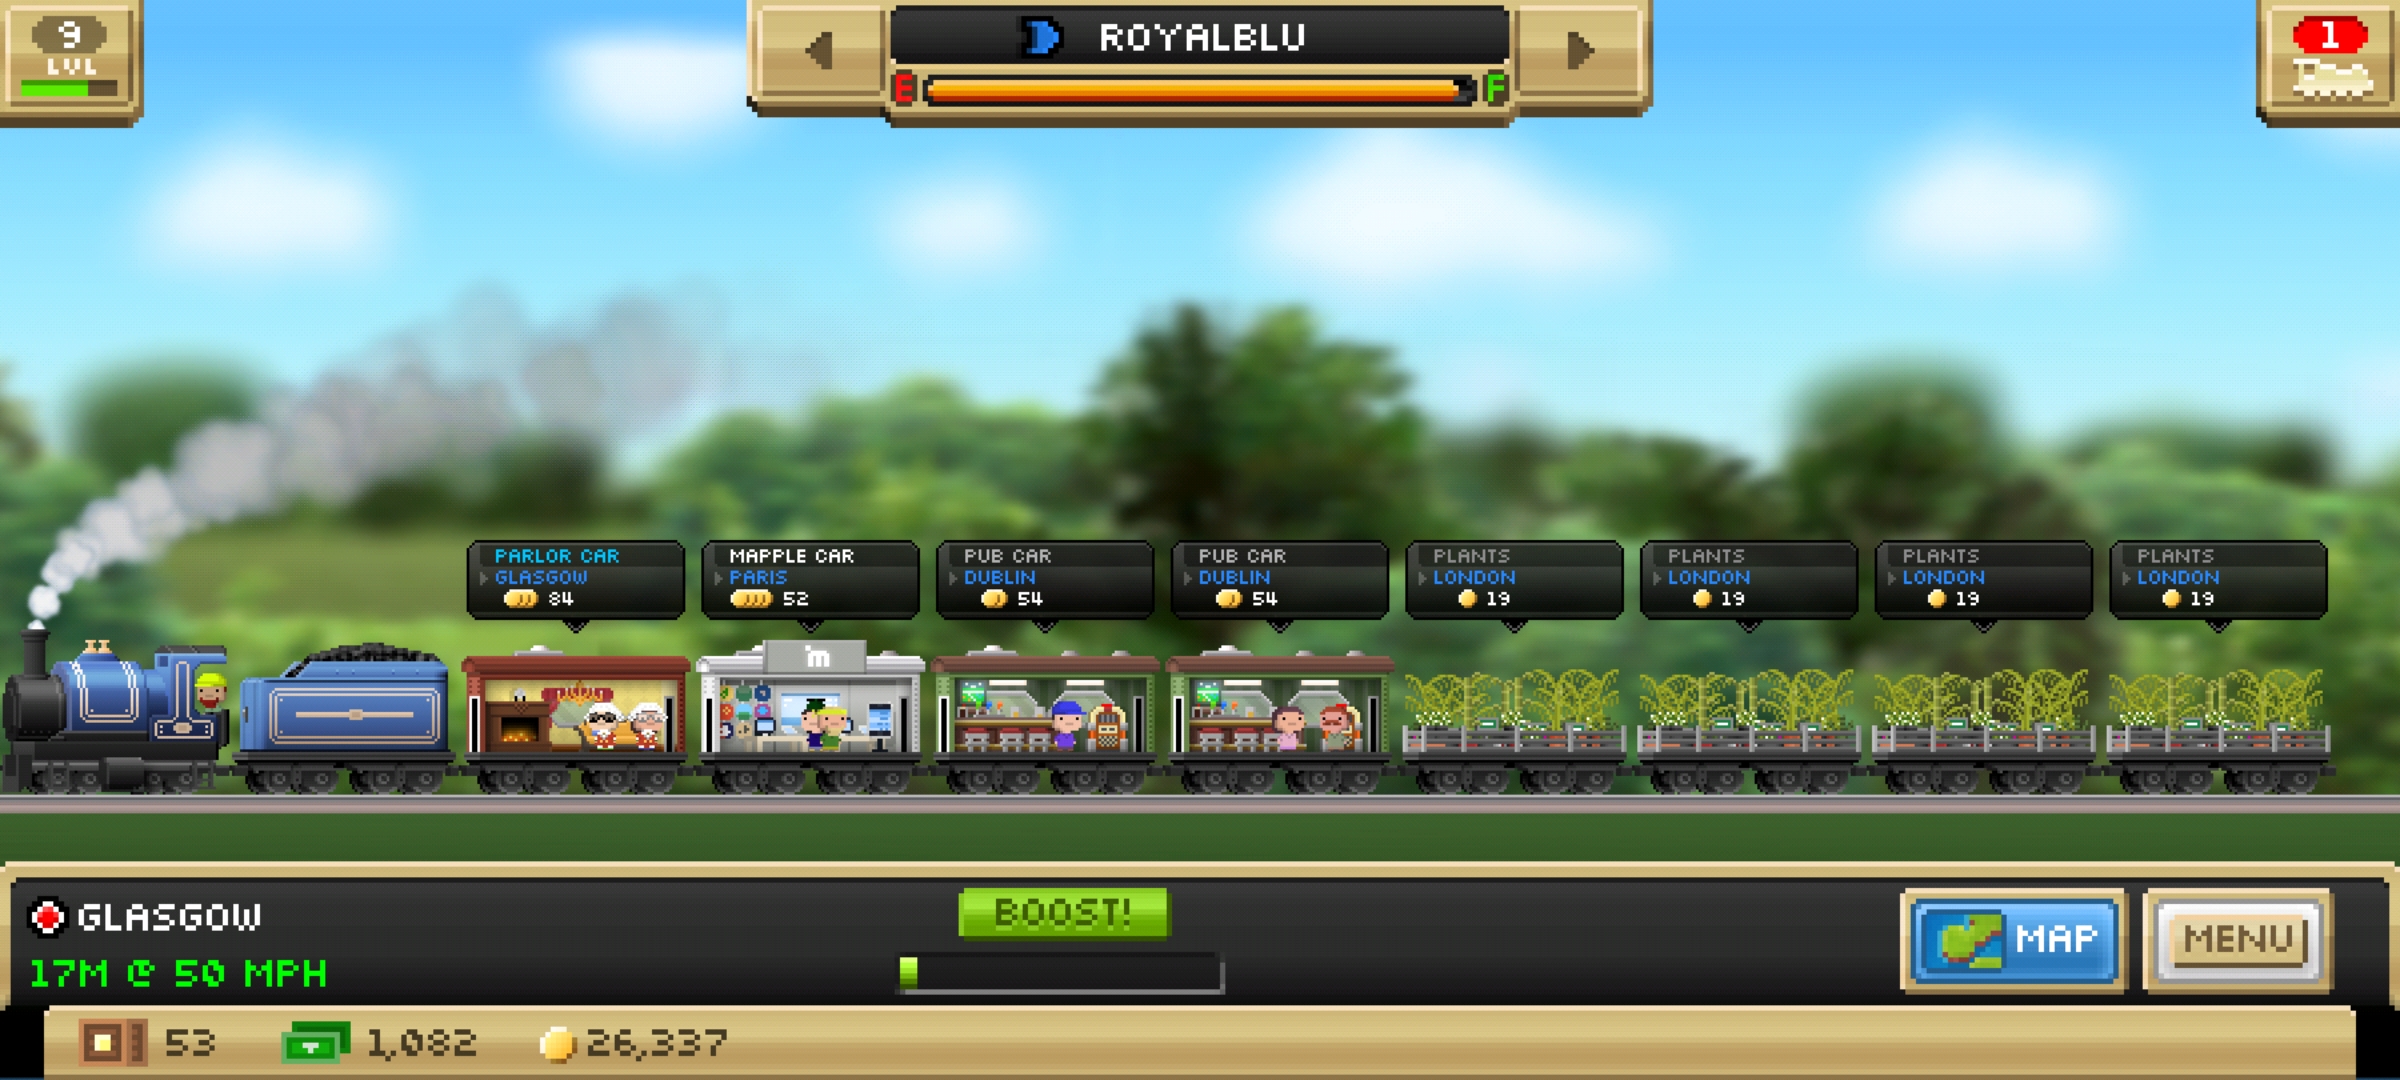 9
LVL
ROYALBLU
E
F
1
PARLOR CAR
GLASGOW
84
MAPPLE CAR
PARIS
52
PUB CAR
DUBLIN
54
PUB CAR
DUBLIN
54
PLANTS
LONDON
19
PLANTS
LONDON
19
PLANTS
LONDON
19
PLANTS
LONDON
19
m
GLASGOW
17M @ 50 MPH
BOOST!
MAP
MENU
53
1,082
26,337